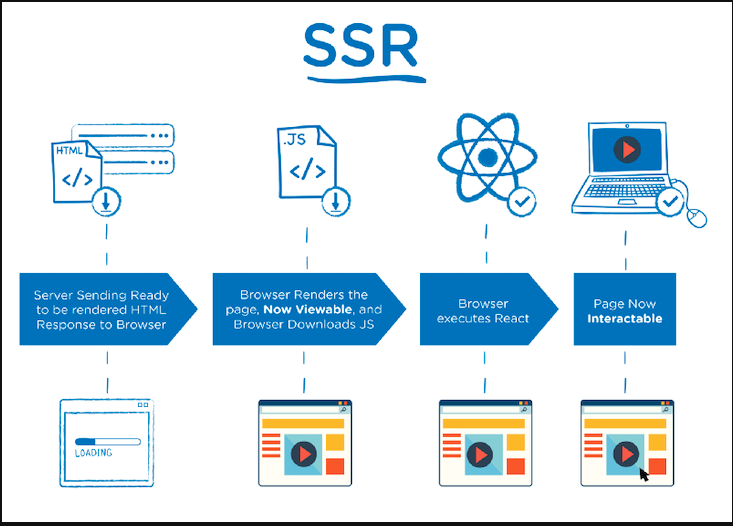 SSR
HTML
</>
.JS
</>
Server Sending Ready
to be rendered HTML
Response to Browser
Browser Renders the
page, Now Viewable, and
Browser Downloads JS
Browser
executes React
Page Now
Interactable
LOADING